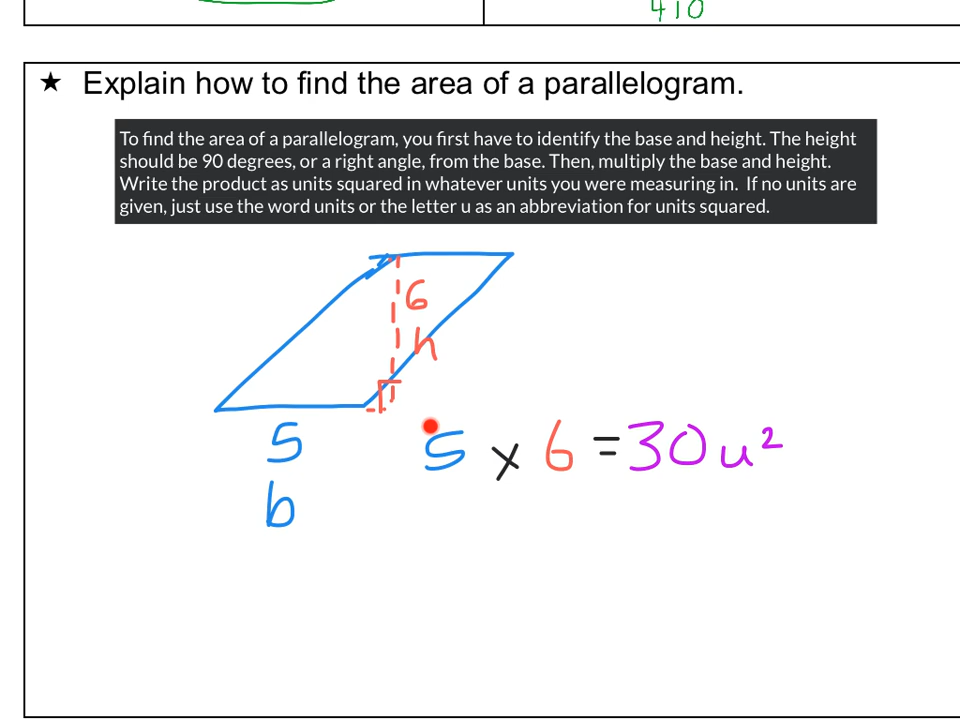 410
★ Explain how to find the area of a parallelogram.
To find the area of a parallelogram, you first have to identify the base and height. The height
should be 90 degrees, or a right angle, from the base. Then, multiply the base and height.
Write the product as units squared in whatever units you were measuring in.  If no units are
given, just use the word units or the letter u as an abbreviation for units squared.
6
h
5
b
5 x 6 = 30 u²